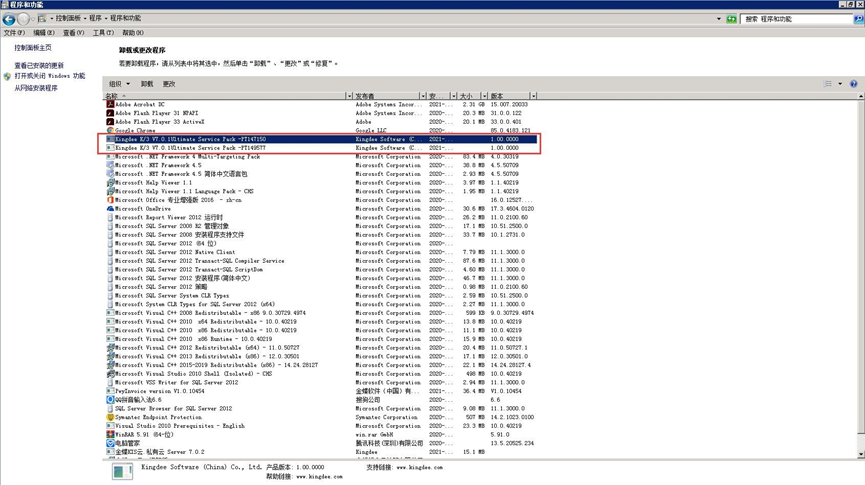 程序和功能
控制面板 ▸ 程序 ▸ 程序和功能
搜索 程序和功能
文件(F) 编辑(E) 查看(V) 工具(T) 帮助(H)
控制面板主页
查看已安装的更新
打开或关闭 Windows 功能
从网络安装程序
卸载或更改程序
若要卸载程序，请从列表中将其选中，然后单击“卸载”、“更改”或“修复”。
组织 卸载 更改
名称 发布者 安... 大小 版本
Adobe Acrobat DC Adobe Systems Incor... 2021-... 2.31 GB 15.007.20033
Adobe Flash Player 31 NPAPI Adobe Systems Incor... 2020-... 20.3 MB 31.0.0.122
Adobe Flash Player 33 ActiveX Adobe 2020-... 20.1 MB 33.0.0.401
Google Chrome Google LLC 2020-... 85.0.4183.121
Kingdee K/3 V7.0.1Ultimate Service Pack -PT147150 Kingdee Software (C... 2021-... 1.00.0000
Kingdee K/3 V7.0.1Ultimate Service Pack -PT149577 Kingdee Software (C... 2021-... 1.00.0000
Microsoft .NET Framework 4 Multi-Targeting Pack Microsoft Corporation 2020-... 83.4 MB 4.0.30319
Microsoft .NET Framework 4.5 Microsoft Corporation 2020-... 38.8 MB 4.5.50709
Microsoft .NET Framework 4.5 简体中文语言包 Microsoft Corporation 2020-... 2.93 MB 4.5.50709
Microsoft Help Viewer 1.1 Microsoft Corporation 2020-... 3.97 MB 1.1.40219
Microsoft Help Viewer 1.1 Language Pack - CHS Microsoft Corporation 2020-... 1.95 MB 1.1.40219
Microsoft Office 专业增强版 2016 - zh-cn Microsoft Corporation 2020-... 16.0.12527....
Microsoft OneDrive Microsoft Corporation 2020-... 30.6 MB 17.3.4604.0120
Microsoft Report Viewer 2012 运行时 Microsoft Corporation 2020-... 26.2 MB 11.0.2100.60
Microsoft SQL Server 2008 R2 管理对象 Microsoft Corporation 2020-... 17.1 MB 10.51.2500.0
Microsoft SQL Server 2008 安装程序支持文件 Microsoft Corporation 2020-... 33.7 MB 10.1.2731.0
Microsoft SQL Server 2012 (64 位) Microsoft Corporation 2020-...
Microsoft SQL Server 2012 Native Client Microsoft Corporation 2020-... 7.79 MB 11.1.3000.0
Microsoft SQL Server 2012 Transact-SQL Compiler Service Microsoft Corporation 2020-... 87.6 MB 11.1.3000.0
Microsoft SQL Server 2012 Transact-SQL ScriptDom Microsoft Corporation 2020-... 4.60 MB 11.1.3000.0
Microsoft SQL Server 2012 安装程序(简体中文) Microsoft Corporation 2020-... 46.7 MB 11.1.3000.0
Microsoft SQL Server 2012 策略 Microsoft Corporation 2020-... 0.98 MB 11.0.2100.60
Microsoft SQL Server System CLR Types Microsoft Corporation 2020-... 2.59 MB 10.51.2500.0
Microsoft System CLR Types for SQL Server 2012 (x64) Microsoft Corporation 2020-... 2.27 MB 11.1.3000.0
Microsoft Visual C++ 2008 Redistributable - x86 9.0.30729.4974 Microsoft Corporation 2020-... 599 KB 9.0.30729.4974
Microsoft Visual C++ 2010 x64 Redistributable - 10.0.40219 Microsoft Corporation 2020-... 13.8 MB 10.0.40219
Microsoft Visual C++ 2010 x86 Redistributable - 10.0.40219 Microsoft Corporation 2020-... 11.1 MB 10.0.40219
Microsoft Visual C++ 2010 x86 Runtime - 10.0.40219 Microsoft Corporation 2020-... 15.9 MB 10.0.40219
Microsoft Visual C++ 2012 Redistributable (x64) - 11.0.50727 Microsoft Corporation 2020-... 20.4 MB 11.0.50727.1
Microsoft Visual C++ 2013 Redistributable (x86) - 12.0.30501 Microsoft Corporation 2020-... 17.1 MB 12.0.30501.0
Microsoft Visual C++ 2015-2019 Redistributable (x86) - 14.24.28127 Microsoft Corporation 2020-... 22.1 MB 14.24.28127.4
Microsoft Visual Studio 2010 Shell (Isolated) - CHS Microsoft Corporation 2020-... 498 MB 10.0.40219
Microsoft VSS Writer for SQL Server 2012 Microsoft Corporation 2020-... 2.94 MB 11.1.3000.0
PwyInvoice version V1.0.10454 金蝶软件（中国）有... 2021-... 36.4 MB V1.0.10454
QQ拼音输入法6.6 搜狗公司 2020-... 6.6
SQL Server Browser for SQL Server 2012 Microsoft Corporation 2020-... 9.08 MB 11.1.3000.0
Symantec Endpoint Protection Symantec Corporation 2020-... 507 MB 14.2.1023.0100
Visual Studio 2010 Prerequisites - English Microsoft Corporation 2020-... 23.3 MB 10.0.40219
WinRAR 5.91 (64-位) win.rar GmbH 2020-... 5.91.0
电脑管家 腾讯科技(深圳)有限公司 2020-... 13.5.20525.234
金蝶KIS云.私有云 Server 7.0.2 Kingdee 2021-... 15.1 MB
Kingdee Software (China) Co., Ltd. 产品版本: 1.00.0000 支持链接: www.kingdee.com
帮助链接: www.kingdee.com